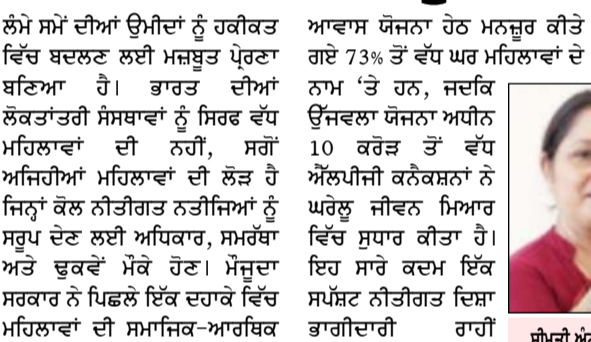 ਲੰਮੇ ਸਮੇਂ ਦੀਆਂ ਉਮੀਦਾਂ ਨੂੰ ਹਕੀਕਤ
ਵਿੱਚ ਬਦਲਣ ਲਈ ਮਜ਼ਬੂਤ ਪ੍ਰੇਰਣਾ
ਬਣਿਆ ਹੈ। ਭਾਰਤ ਦੀਆਂ
ਲੋਕਤਾਂਤਰੀ ਸੰਸਥਾਵਾਂ ਨੂੰ ਸਿਰਫ ਵੱਧ
ਮਹਿਲਾਵਾਂ ਦੀ ਨਹੀਂ, ਸਗੋਂ
ਅਜਿਹੀਆਂ ਮਹਿਲਾਵਾਂ ਦੀ ਲੋੜ ਹੈ
ਜਿਨ੍ਹਾਂ ਕੋਲ ਨੀਤੀਗਤ ਨਤੀਜਿਆਂ ਨੂੰ
ਸਰੂਪ ਦੇਣ ਲਈ ਅਧਿਕਾਰ, ਸਮਰੱਥਾ
ਅਤੇ ਢੁਕਵੇਂ ਮੌਕੇ ਹੋਣ। ਮੌਜੂਦਾ
ਸਰਕਾਰ ਨੇ ਪਿਛਲੇ ਇੱਕ ਦਹਾਕੇ ਵਿੱਚ
ਮਹਿਲਾਵਾਂ ਦੀ ਸਮਾਜਿਕ-ਆਰਥਿਕ
ਆਵਾਸ ਯੋਜਨਾ ਹੇਠ ਮਨਜ਼ੂਰ ਕੀਤੇ
ਗਏ 73% ਤੋਂ ਵੱਧ ਘਰ ਮਹਿਲਾਵਾਂ ਦੇ
ਨਾਮ ‘ਤੇ ਹਨ, ਜਦਕਿ
ਉੱਜਵਲਾ ਯੋਜਨਾ ਅਧੀਨ
10 ਕਰੋੜ ਤੋਂ ਵੱਧ
ਐੱਲਪੀਜੀ ਕਨੈਕਸ਼ਨਾਂ ਨੇ
ਘਰੇਲੂ ਜੀਵਨ ਮਿਆਰ
ਵਿੱਚ ਸੁਧਾਰ ਕੀਤਾ ਹੈ।
ਇਹ ਸਾਰੇ ਕਦਮ ਇੱਕ
ਸਪੱਸ਼ਟ ਨੀਤੀਗਤ ਦਿਸ਼ਾ
ਭਾਗੀਦਾਰੀ ਰਾਹੀਂ